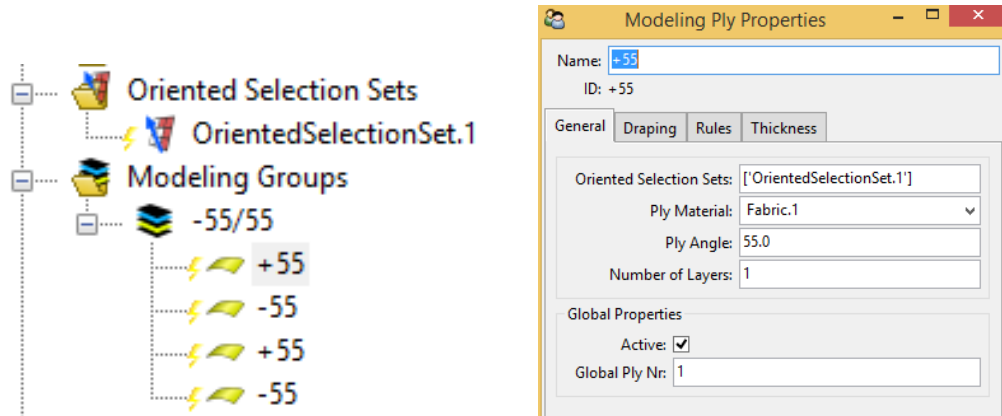 Oriented Selection Sets
OrientedSelectionSet.1
Modeling Groups
-55/55
+55
-55
+55
-55
Modeling Ply Properties
Name: +55
ID: +55
General Draping Rules Thickness
Oriented Selection Sets: ['OrientedSelectionSet.1']
Ply Material: Fabric.1
Ply Angle: 55.0
Number of Layers: 1
Global Properties
Active:
Global Ply Nr: 1